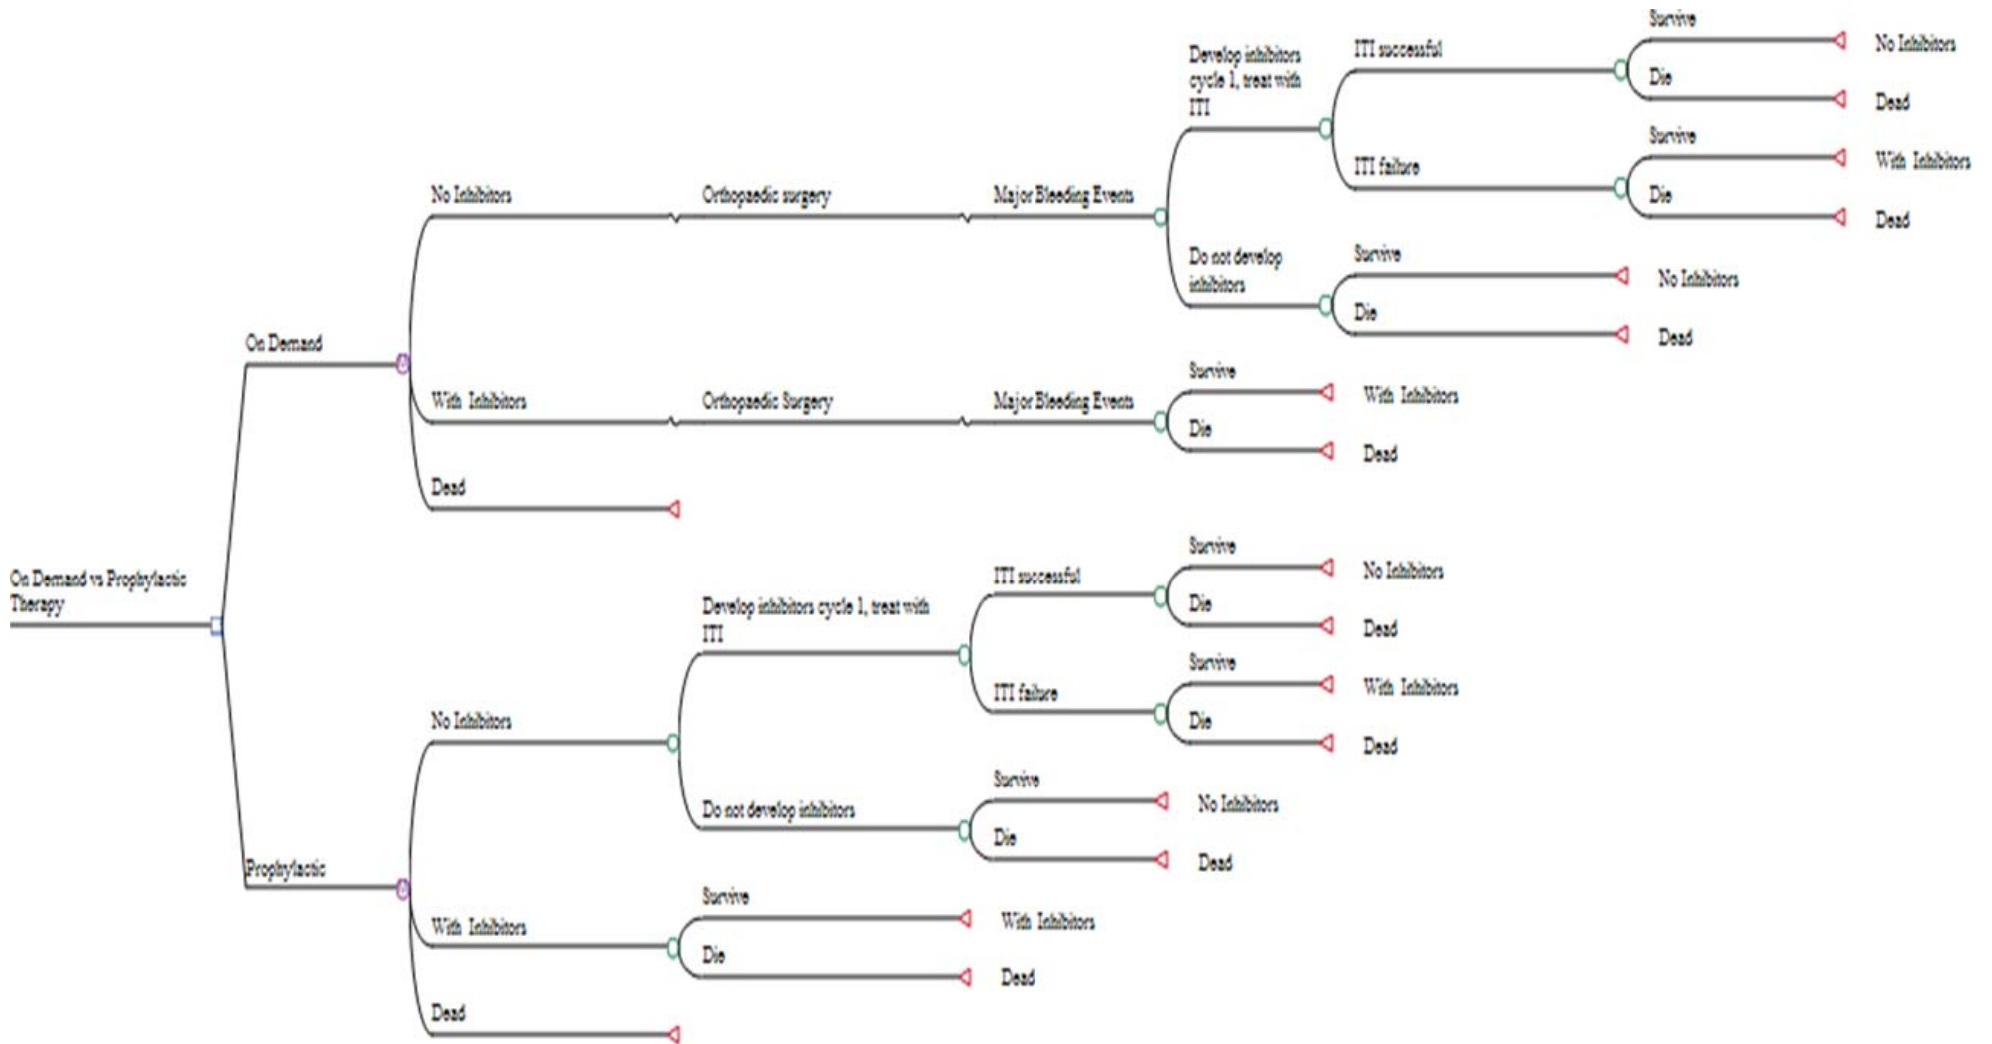 Survive
No Inhibitors
Develop inhibitors
cycle 1, treat with
ITI
ITI successful
Die
Dead
Survive
With Inhibitors
ITI failure
Die
Dead
No Inhibitors
Orthopaedic surgery
Major Bleeding Events
Do not develop
inhibitors
Survive
No Inhibitors
Die
Dead
On Demand
Survive
With Inhibitors
With Inhibitors
Orthopaedic Surgery
Major Bleeding Events
Die
Dead
Dead
On Demand vs Prophylactic
Therapy
Survive
No Inhibitors
ITI successful
Die
Dead
Develop inhibitors cycle 1, treat with
ITI
Survive
With Inhibitors
ITI failure
Die
Dead
No Inhibitors
Survive
No Inhibitors
Do not develop inhibitors
Die
Dead
Prophylactic
Survive
With Inhibitors
With Inhibitors
Die
Dead
Dead